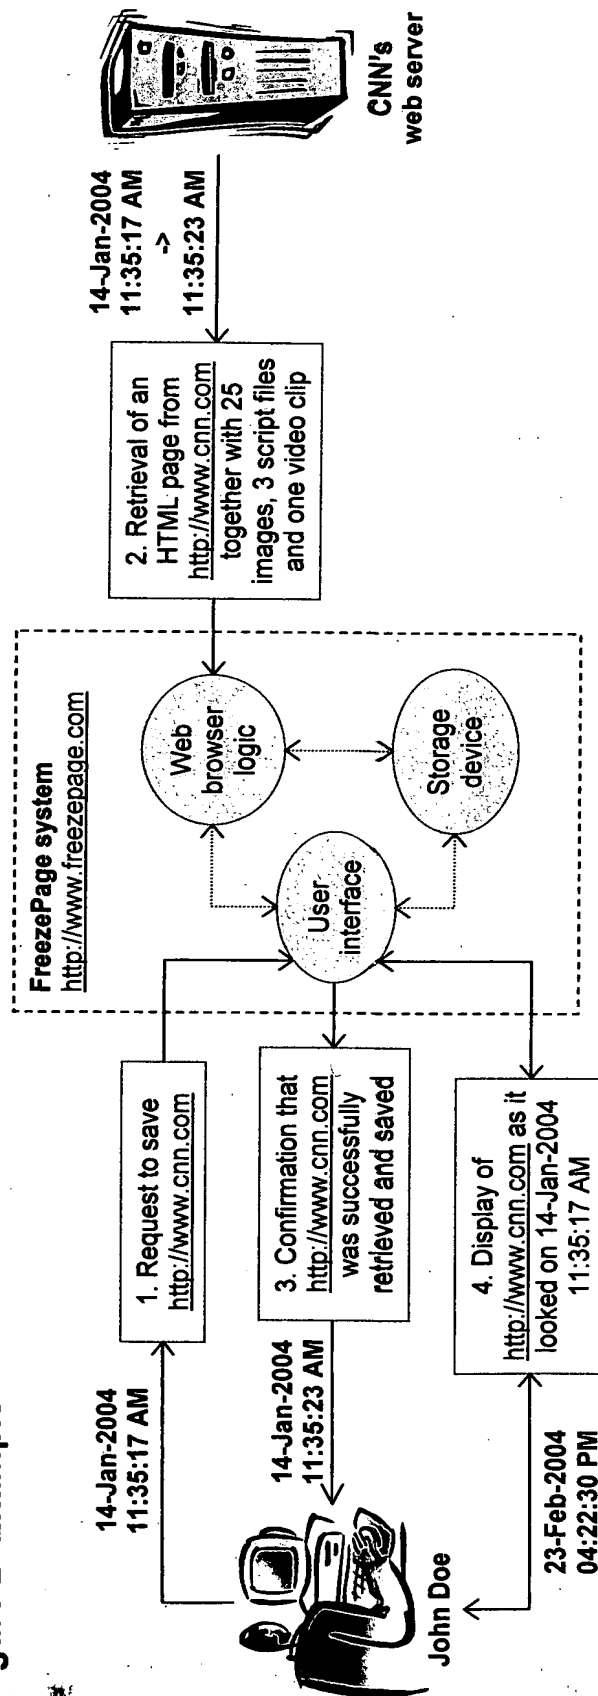 14-Jan-2004
11:35:17 AM
1. Request to save
http://www.cnn.com
FreezePage system
http://www.freezepage.com
User
interface
Web
browser
logic
Storage
device
2. Retrieval of an
HTML page from
http://www.cnn.com
together with 25
images, 3 script files
and one video clip
14-Jan-2004
11:35:17 AM
->
11:35:23 AM
CNN's
web server
14-Jan-2004
11:35:23 AM
3. Confirmation that
http://www.cnn.com
was successfully
retrieved and saved
John Doe
23-Feb-2004
04:22:30 PM
4. Display of
http://www.cnn.com as it
looked on 14-Jan-2004
11:35:17 AM